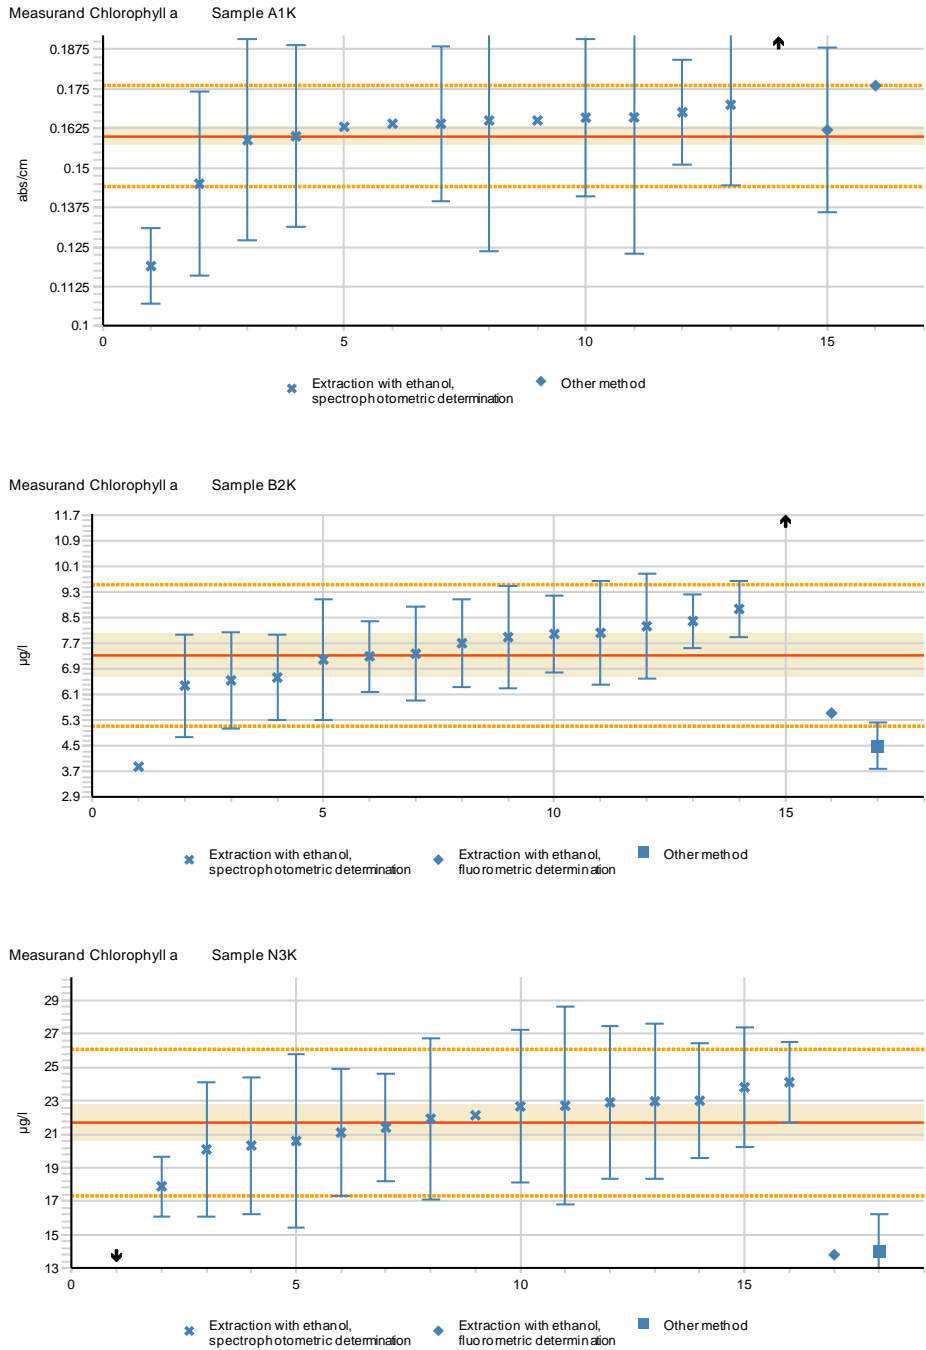 Measurand Chlorophyll a Sample A1K
0.1875
0.175
0.1625
0.15
0.1375
0.125
0.1125
0.1
abs/cm
0 5 10 15
Extraction with ethanol, Other method
spectrophotometric determination
Measurand Chlorophyll a Sample B2K
11.7
10.9
10.1
9.3
8.5
7.7
6.9
6.1
5.3
4.5
3.7
2.9
µg/l
0 5 10 15
Extraction with ethanol, Extraction with ethanol, Other method
spectrophotometric determination fluorometric determination
Measurand Chlorophyll a Sample N3K
29
27
25
23
21
19
17
15
13
µg/l
0 5 10 15
Extraction with ethanol, Extraction with ethanol, Other method
spectrophotometric determination fluorometric determination